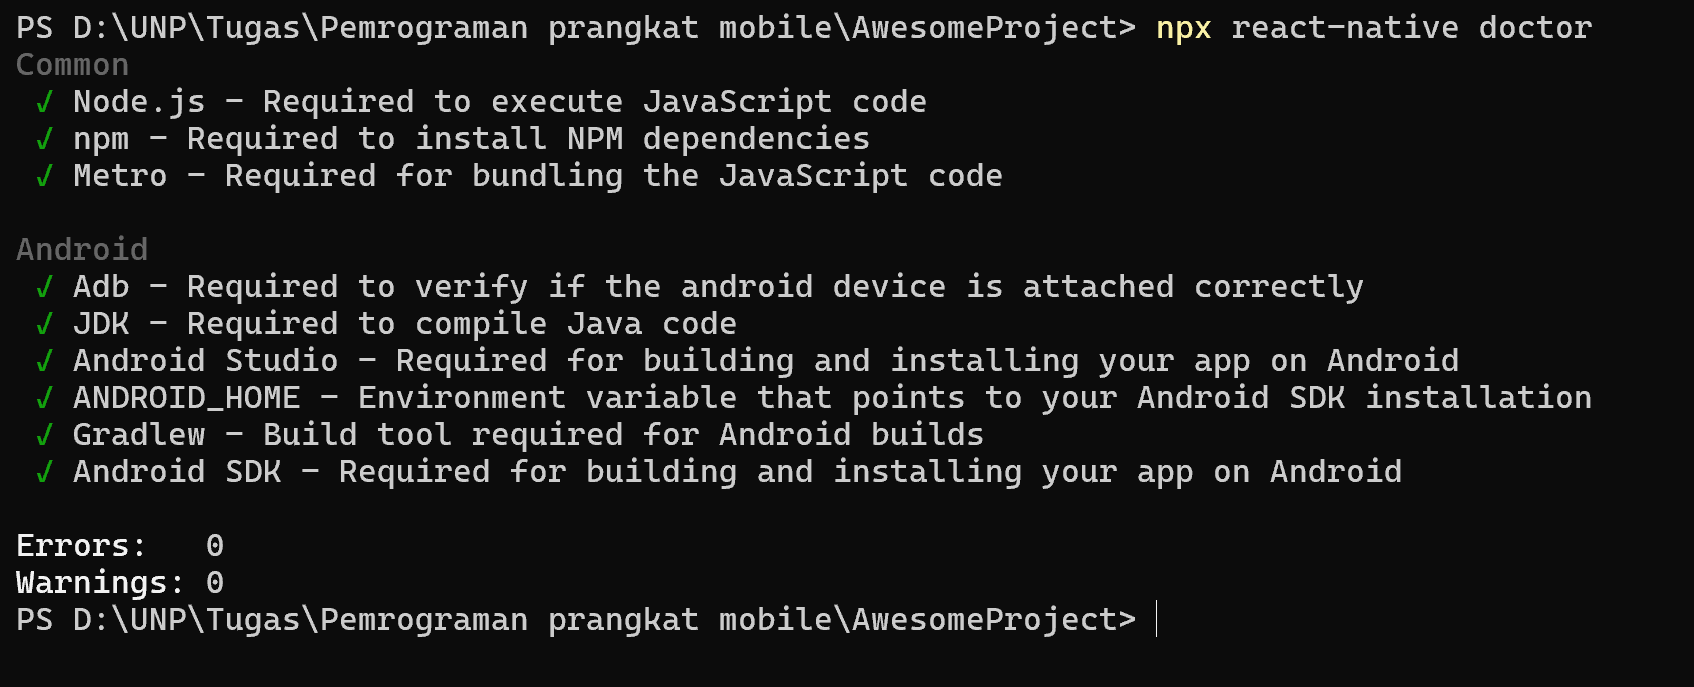 PS D:\UNP\Tugas\Pemrograman prangkat mobile\AwesomeProject> npx react-native doctor
Common
✓ Node.js - Required to execute JavaScript code
✓ npm - Required to install NPM dependencies
✓ Metro - Required for bundling the JavaScript code
Android
✓ Adb - Required to verify if the android device is attached correctly
✓ JDK - Required to compile Java code
✓ Android Studio - Required for building and installing your app on Android
✓ ANDROID_HOME - Environment variable that points to your Android SDK installation
✓ Gradlew - Build tool required for Android builds
✓ Android SDK - Required for building and installing your app on Android
Errors:   0
Warnings: 0
PS D:\UNP\Tugas\Pemrograman prangkat mobile\AwesomeProject>